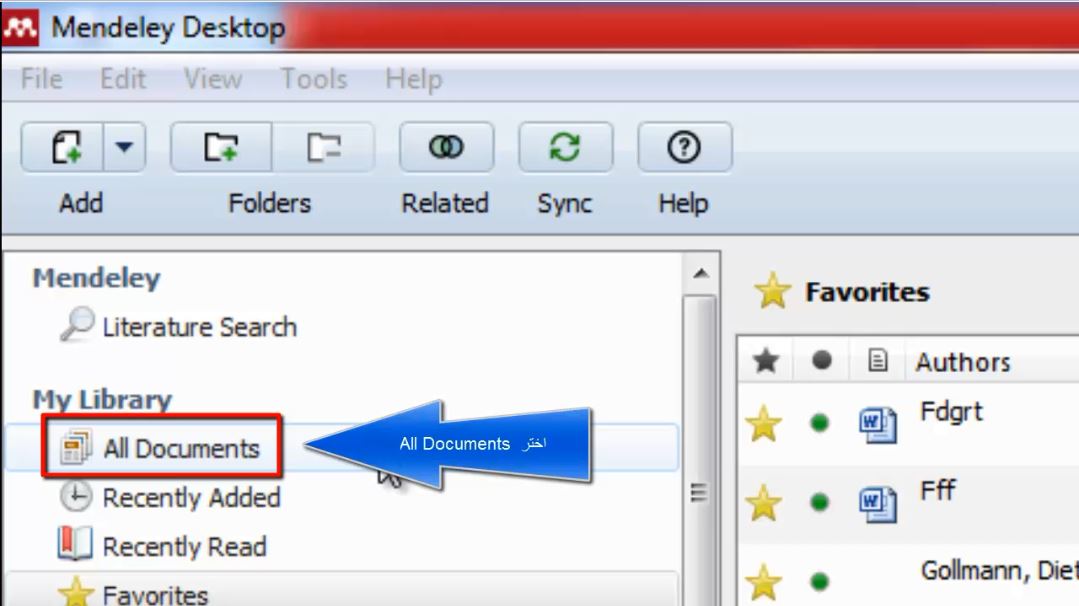 Mendeley Desktop
File Edit View Tools Help
Add Folders Related Sync Help
Mendeley
Literature Search
My Library
All Documents
اختر All Documents
Recently Added
Recently Read
Favorites
Favorites
Authors
Fdgrt
Fff
Gollmann, Diet